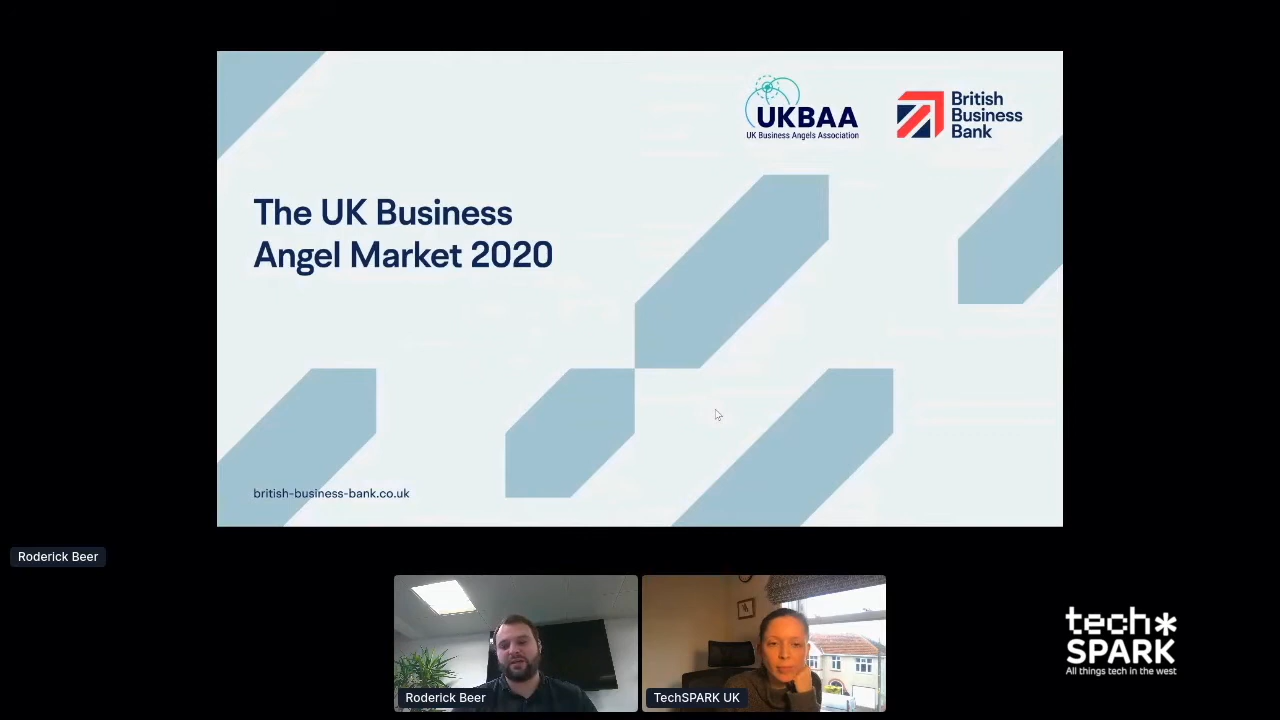 UKBAA
UK Business Angels Association
British
Business
Bank
The UK Business
Angel Market 2020
british-business-bank.co.uk
Roderick Beer
Roderick Beer
TechSPARK UK
tech*
SPARK
All things tech in the west